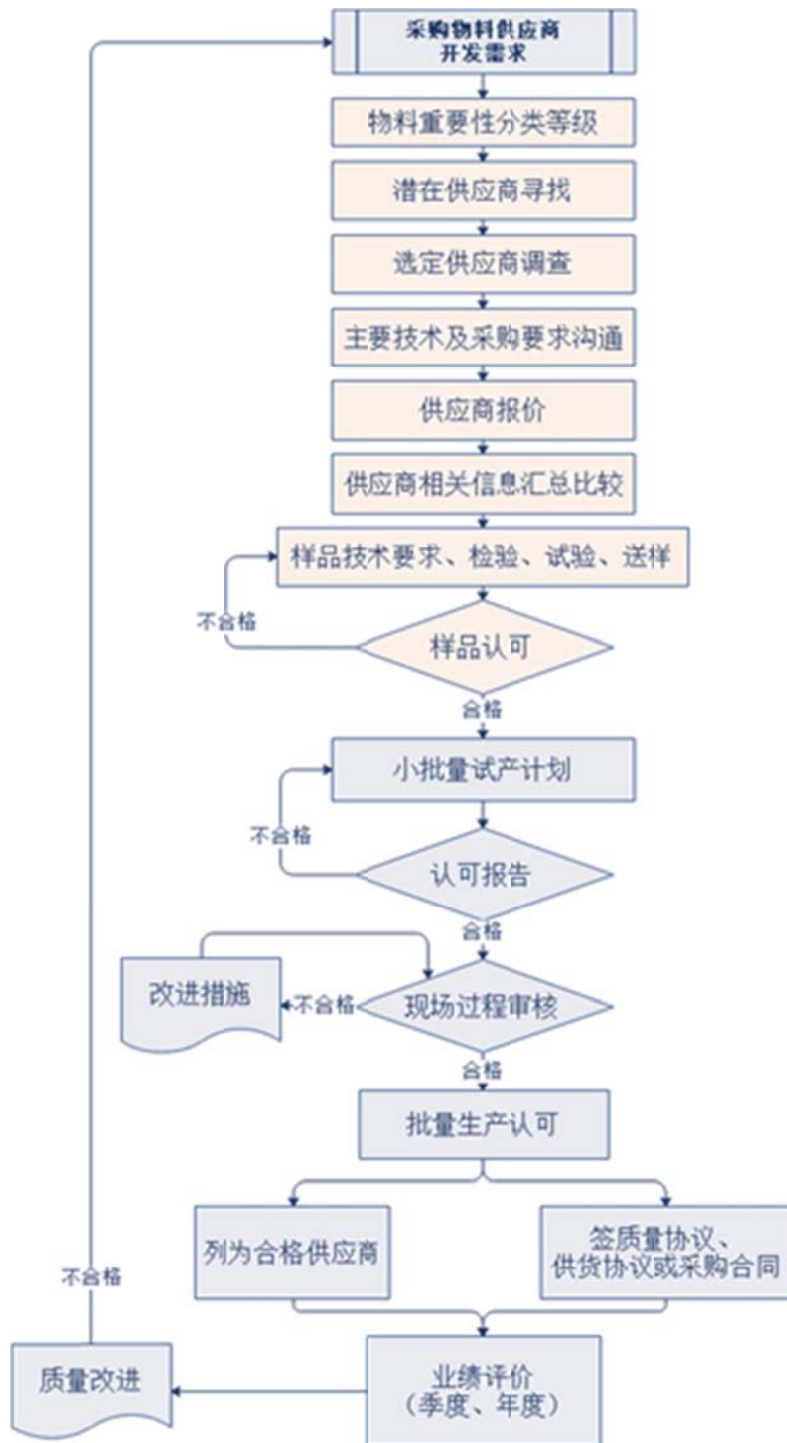 采购物料供应商
开发需求
物料重要性分类等级
潜在供应商寻找
选定供应商调查
主要技术及采购要求沟通
供应商报价
供应商相关信息汇总比较
样品技术要求、检验、试验、送样
不合格
样品认可
合格
小批量试产计划
不合格
认可报告
合格
改进措施
不合格
现场过程审核
合格
批量生产认可
列为合格供应商
签质量协议、
供货协议或采购合同
不合格
质量改进
业绩评价
（季度、年度）